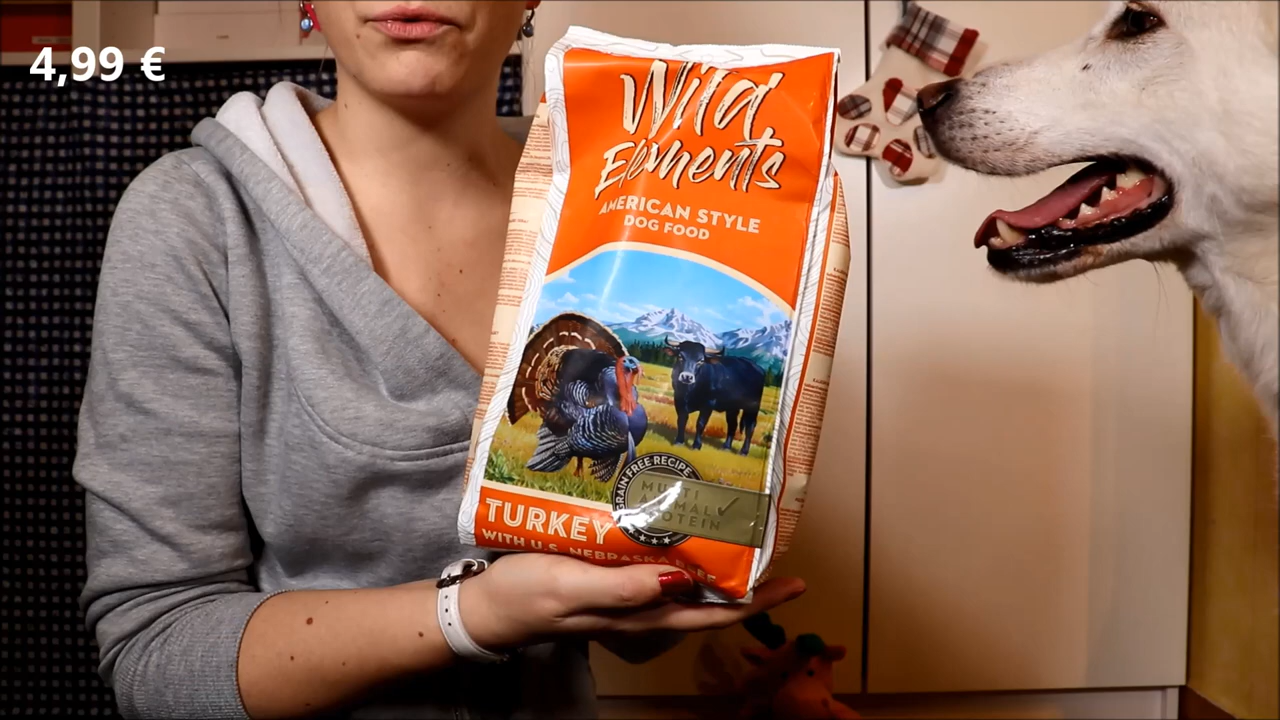 4,99 €
Wild
Elements
AMERICAN STYLE
DOG FOOD
GRAIN FREE RECIPE
MULTI
ANIMAL
PROTEIN
TURKEY
WITH U.S. NEBRASKA BEEF